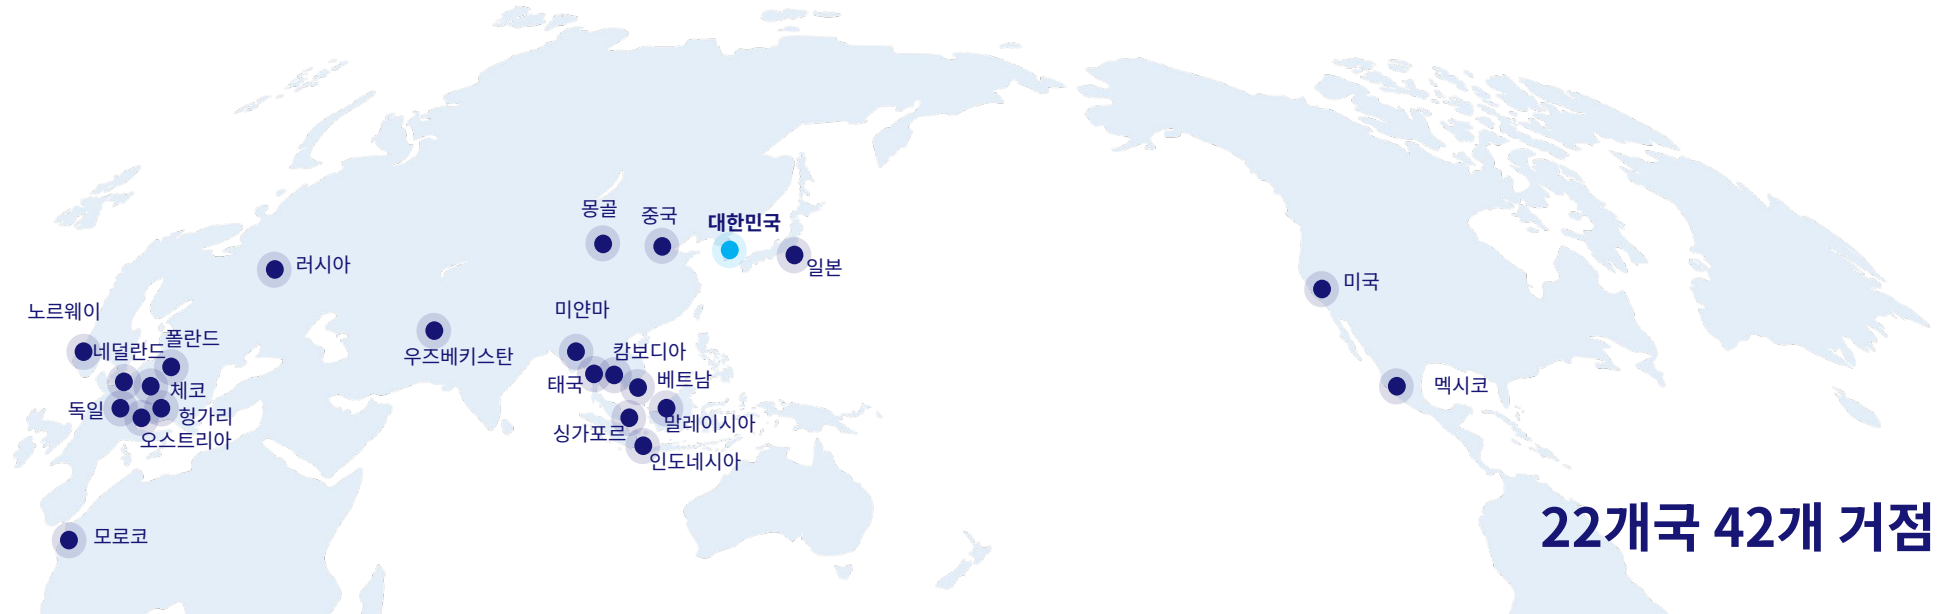 몽골
중국
대한민국
일본
러시아
미국
노르웨이
미얀마
폴란드
네덜란드
우즈베키스탄
캄보디아
체코
태국
베트남
멕시코
독일
헝가리
오스트리아
싱가포르
말레이시아
인도네시아
모로코
22개국 42개 거점